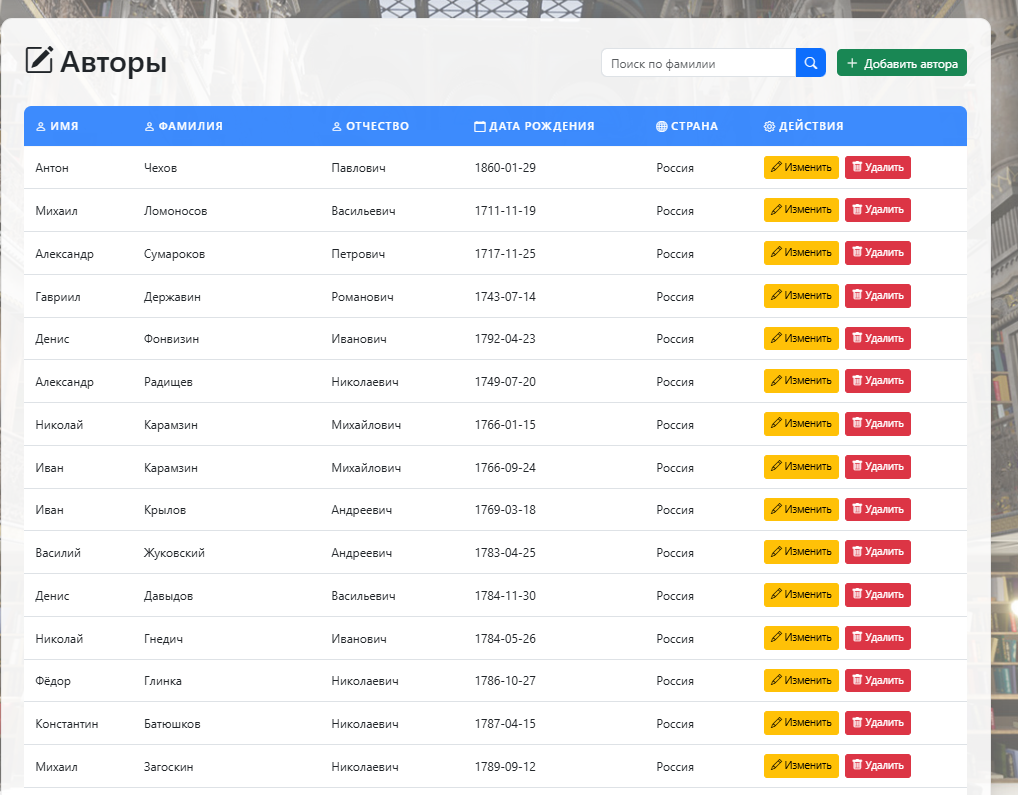 Авторы
Поиск по фамилии
Добавить автора
ИМЯ ФАМИЛИЯ ОТЧЕСТВО ДАТА РОЖДЕНИЯ СТРАНА ДЕЙСТВИЯ
Антон Чехов Павлович 1860-01-29 Россия Изменить Удалить
Михаил Ломоносов Васильевич 1711-11-19 Россия Изменить Удалить
Александр Сумароков Петрович 1717-11-25 Россия Изменить Удалить
Гавриил Державин Романович 1743-07-14 Россия Изменить Удалить
Денис Фонвизин Иванович 1792-04-23 Россия Изменить Удалить
Александр Радищев Николаевич 1749-07-20 Россия Изменить Удалить
Николай Карамзин Михайлович 1766-01-15 Россия Изменить Удалить
Иван Карамзин Михайлович 1766-09-24 Россия Изменить Удалить
Иван Крылов Андреевич 1769-03-18 Россия Изменить Удалить
Василий Жуковский Андреевич 1783-04-25 Россия Изменить Удалить
Денис Давыдов Васильевич 1784-11-30 Россия Изменить Удалить
Николай Гнедич Иванович 1784-05-26 Россия Изменить Удалить
Фёдор Глинка Николаевич 1786-10-27 Россия Изменить Удалить
Константин Батюшков Николаевич 1787-04-15 Россия Изменить Удалить
Михаил Загоскин Николаевич 1789-09-12 Россия Изменить Удалить